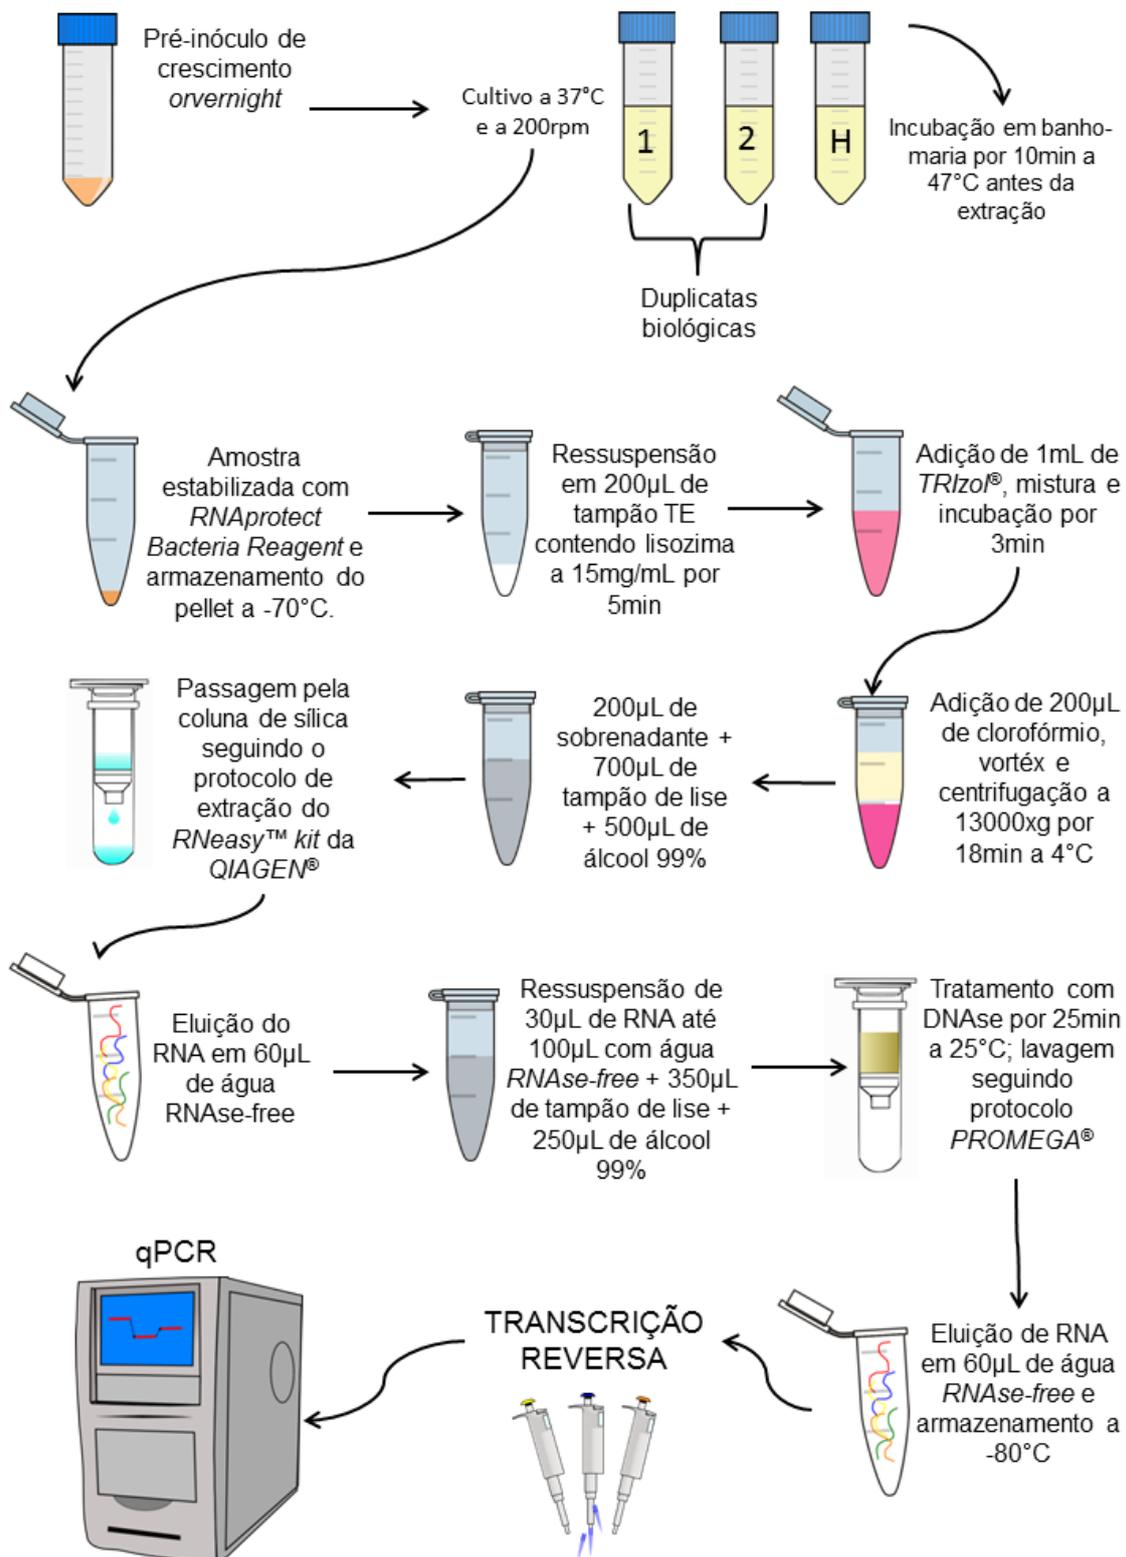 Pré-inóculo de
crescimento
orvernight
Cultivo a 37°C
e a 200rpm
1
2
H
Incubação em banho-
maria por 10min a
47°C antes da
extração
Duplicatas
biológicas
Amostra
estabilizada com
RNAprotect
Bacteria Reagent e
armazenamento do
pellet a -70°C.
Ressuspensão
em 200µL de
tampão TE
contendo lisozima
a 15mg/mL por
5min
Adição de 1mL de
TRIzol®, mistura e
incubação por
3min
Adição de 200µL
de clorofórmio,
vortéx e
centrifugação a
13000xg por
18min a 4°C
200µL de
sobrenadante +
700µL de
tampão de lise
+ 500µL de
álcool 99%
Passagem pela
coluna de sílica
seguindo o
protocolo de
extração do
RNeasy™ kit da
QIAGEN®
Eluição do
RNA em 60µL
de água
RNAse-free
Ressuspensão de
30µL de RNA até
100µL com água
RNAse-free + 350µL
de tampão de lise +
250µL de álcool
99%
Tratamento com
DNAse por 25min
a 25°C; lavagem
seguindo
protocolo
PROMEGA®
Eluição de RNA
em 60µL de água
RNAse-free e
armazenamento a
-80°C
TRANSCRIÇÃO
REVERSA
qPCR